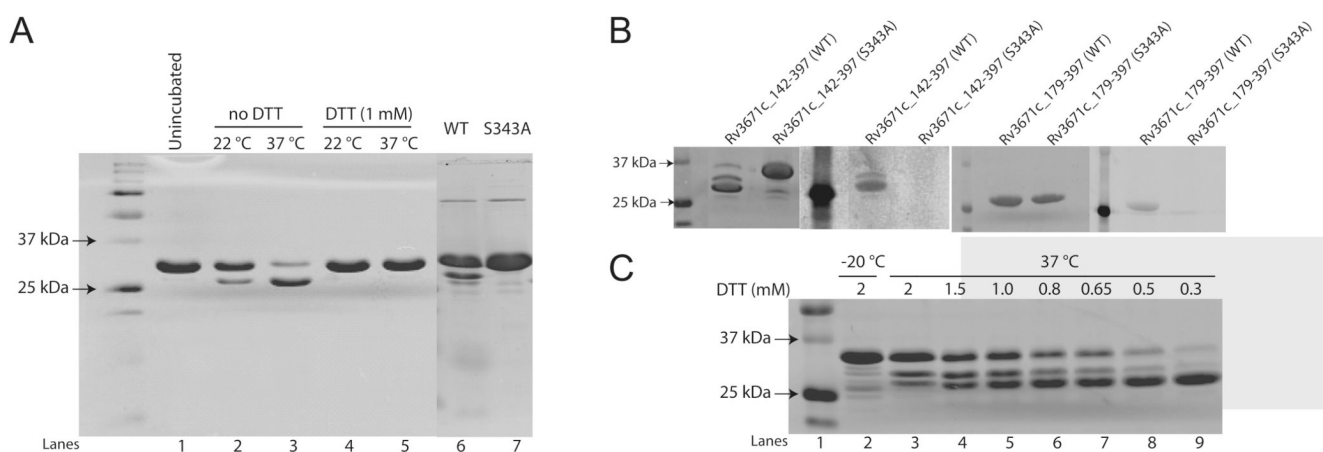 A
Unincubated
no DTT
DTT (1 mM)
22 °C
37 °C
22 °C
37 °C
WT
S343A
37 kDa
25 kDa
Lanes
1
2
3
4
5
6
7
B
Rv3671c_142-397 (WT)
Rv3671c_142-397 (S343A)
Rv3671c_142-397 (WT)
Rv3671c_142-397 (S343A)
Rv3671c_179-397 (WT)
Rv3671c_179-397 (S343A)
Rv3671c_179-397 (WT)
Rv3671c_179-397 (S343A)
37 kDa
25 kDa
C
-20 °C
37 °C
DTT (mM)
2
2
1.5
1.0
0.8
0.65
0.5
0.3
37 kDa
25 kDa
Lanes
1
2
3
4
5
6
7
8
9